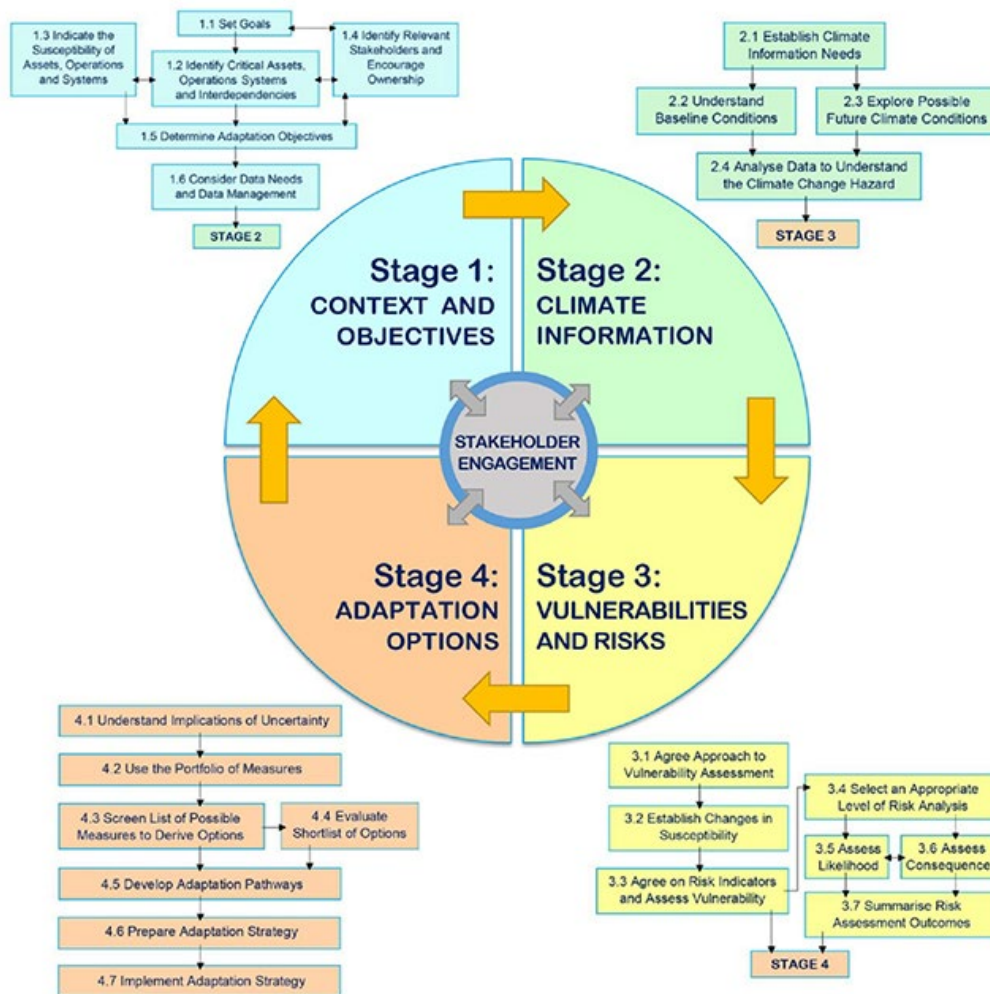 1.1 Set Goals
1.3 Indicate the
Susceptibility of
Assets, Operations
and Systems
1.2 Identify Critical Assets,
Operations Systems
and Interdependencies
1.4 Identify Relevant
Stakeholders and
Encourage
Ownership
1.5 Determine Adaptation Objectives
1.6 Consider Data Needs
and Data Management
STAGE 2
2.1 Establish Climate
Information Needs
2.2 Understand
Baseline Conditions
2.3 Explore Possible
Future Climate Conditions
2.4 Analyse Data to Understand
the Climate Change Hazard
STAGE 3
Stage 1:
CONTEXT AND
OBJECTIVES
Stage 2:
CLIMATE
INFORMATION
STAKEHOLDER
ENGAGEMENT
Stage 4:
ADAPTATION
OPTIONS
Stage 3:
VULNERABILITIES
AND RISKS
4.1 Understand Implications of Uncertainty
4.2 Use the Portfolio of Measures
4.3 Screen List of Possible
Measures to Derive Options
4.4 Evaluate
Shortlist of Options
4.5 Develop Adaptation Pathways
4.6 Prepare Adaptation Strategy
4.7 Implement Adaptation Strategy
3.1 Agree Approach to
Vulnerability Assessment
3.2 Establish Changes in
Susceptibility
3.3 Agree on Risk Indicators
and Assess Vulnerability
3.4 Select an Appropriate
Level of Risk Analysis
3.5 Assess
Likelihood
3.6 Assess
Consequence
3.7 Summarise Risk
Assessment Outcomes
STAGE 4